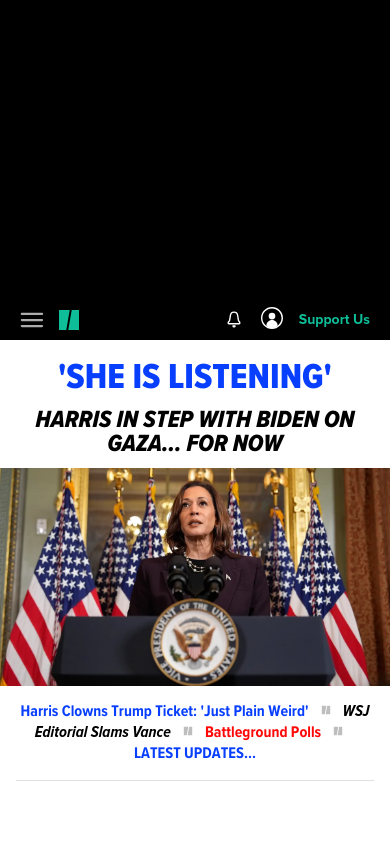 Support Us
'SHE IS LISTENING'
HARRIS IN STEP WITH BIDEN ON
GAZA... FOR NOW
VICE PRESIDENT OF THE UNITED STATES
Harris Clowns Trump Ticket: 'Just Plain Weird' WSJ
Editorial Slams Vance Battleground Polls
LATEST UPDATES...